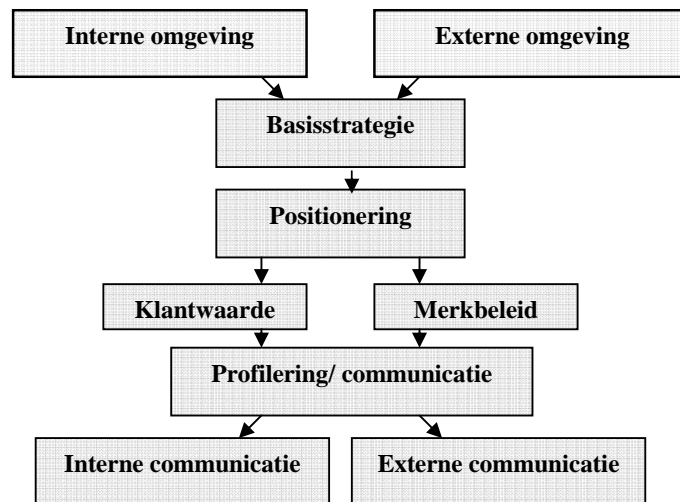 Interne omgeving
Externe omgeving
Basisstrategie
Positionering
Klantwaarde
Merkbeleid
Profilering/ communicatie
Interne communicatie
Externe communicatie